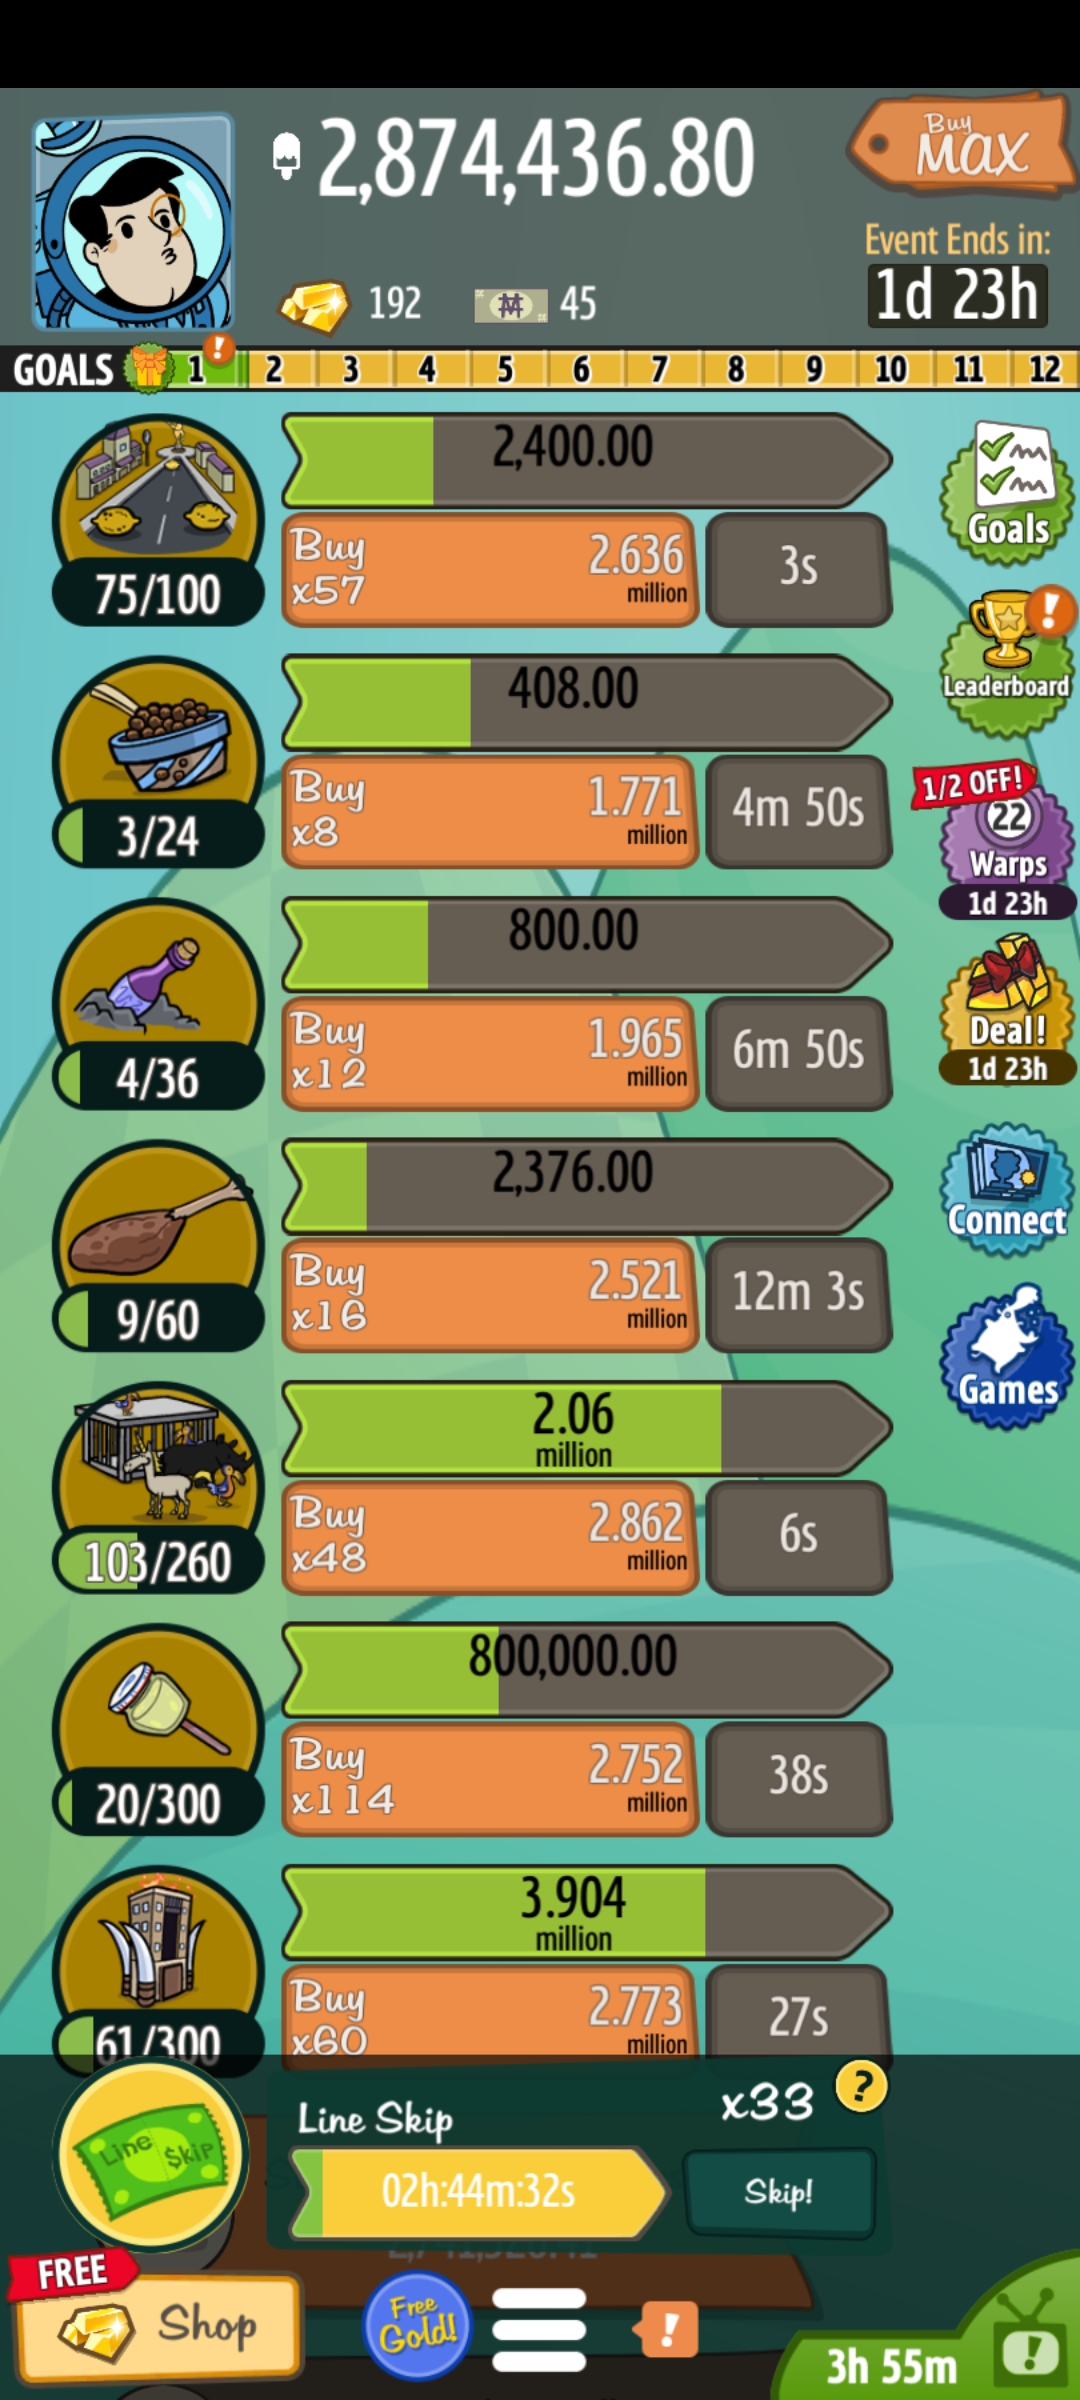 2,874,436.80
Buy
MAX
Event Ends in:
1d 23h
192
45
GOALS 1 ! 2 3 4 5 6 7 8 9 10 11 12
2,400.00
Buy
x57
2.636
million
3s
75/100
Goals
408.00
Buy
x8
1.771
million
4m 50s
3/24
!
Leaderboard
1/2 OFF!
22
Warps
1d 23h
800.00
Buy
x12
1.965
million
6m 50s
4/36
Deal!
1d 23h
2,376.00
Buy
x16
2.521
million
12m 3s
9/60
Connect
Games
2.06
million
Buy
x48
2.862
million
6s
103/260
800,000.00
Buy
x114
2.752
million
38s
20/300
3.904
million
Buy
x60
2.773
million
27s
61/300
Line $kip
Line Skip
x33
?
02h:44m:32s
Skip!
FREE
Shop
Free
Gold!
!
3h 55m
!